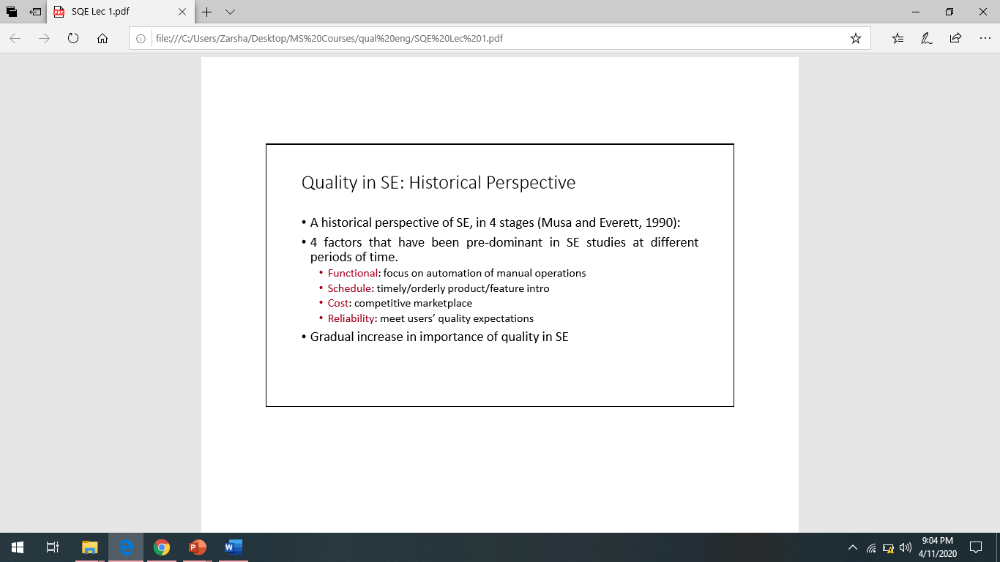 SQE Lec 1.pdf
file:///C:/Users/Zarsha/Desktop/MS%20Courses/qual%20eng/SQE%20Lec%201.pdf
Quality in SE: Historical Perspective
• A historical perspective of SE, in 4 stages (Musa and Everett, 1990):
• 4 factors that have been pre-dominant in SE studies at different
periods of time.
• Functional: focus on automation of manual operations
• Schedule: timely/orderly product/feature intro
• Cost: competitive marketplace
• Reliability: meet users’ quality expectations
• Gradual increase in importance of quality in SE
9:04 PM
4/11/2020